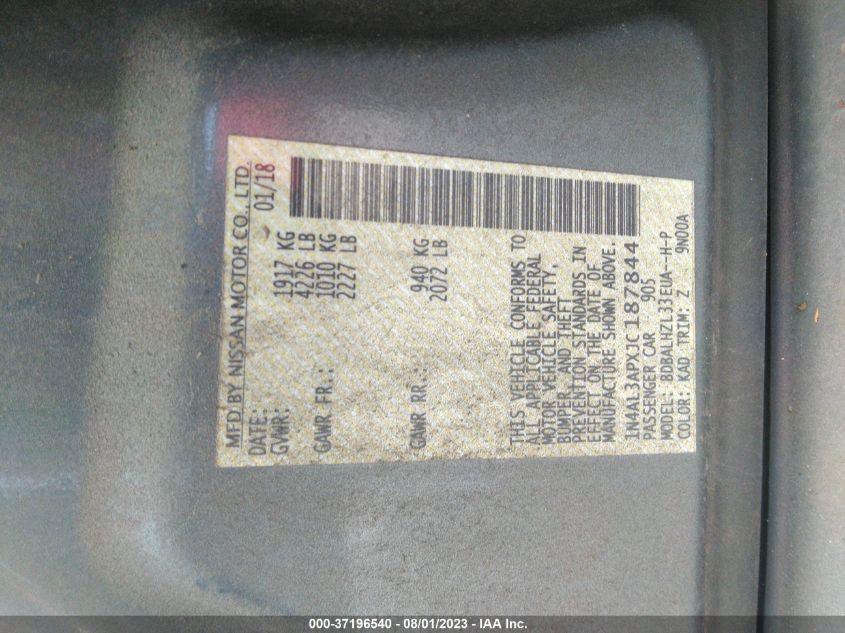 MFD BY NISSAN MOTOR CO., LTD.
DATE: 01/18
GVWR: 1917 KG
4226 LB
GAWR FR.: 1010 KG
2227 LB
GAWR RR.: 940 KG
2072 LB
THIS VEHICLE CONFORMS TO
ALL APPLICABLE FEDERAL
MOTOR VEHICLE SAFETY,
BUMPER, AND THEFT
PREVENTION STANDARDS IN
EFFECT ON THE DATE OF
MANUFACTURE SHOWN ABOVE.
1N4AL3APXJC187844
PASSENGER CAR 905
MODEL: BDBALHZL33EUA-H-P
COLOR: KAD TRIM: Z 9N00A
000-37196540 - 08/01/2023 - IAA Inc.